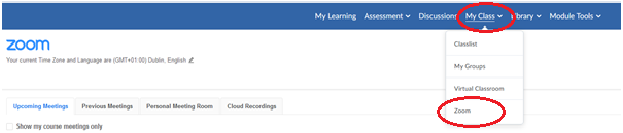 My Learning Assessment Discussions My Class Library Module Tools
zoom
Your current Time Zone and Language are (GMT+01:00) Dublin, English
Classlist
My Groups
Virtual Classroom
Zoom
Upcoming Meetings Previous Meetings Personal Meeting Room Cloud Recordings
Show my course meetings only